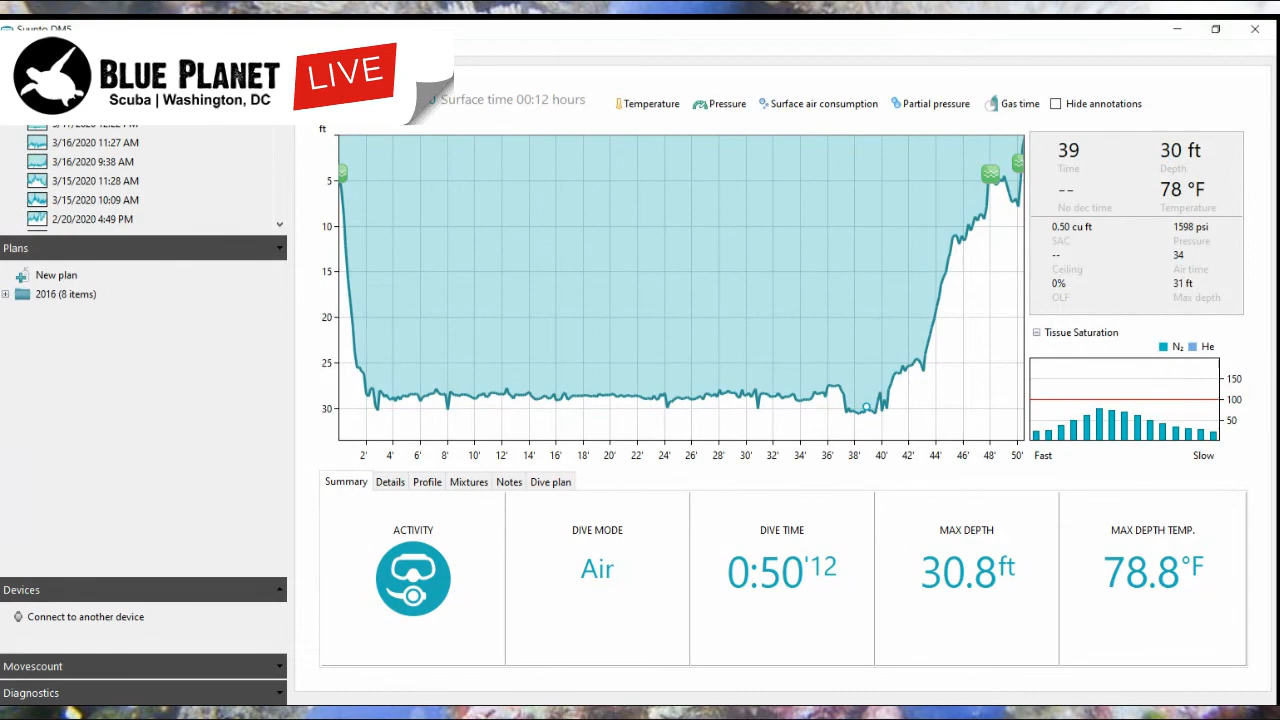 Suunto DM5
BLUE PLANET
Scuba | Washington, DC
LIVE
Surface time 00:12 hours
Temperature
Pressure
Surface air consumption
Partial pressure
Gas time
Hide annotations
3/17/2020 12:22 PM
3/16/2020 11:27 AM
3/16/2020 9:38 AM
3/15/2020 11:28 AM
3/15/2020 10:09 AM
2/20/2020 4:49 PM
Plans
New plan
2016 (8 items)
Devices
Connect to another device
Movescount
Diagnostics
ft
5
10
15
20
25
30
2' 4' 6' 8' 10' 12' 14' 16' 18' 20' 22' 24' 26' 28' 30' 32' 34' 36' 38' 40' 42' 44' 46' 48' 50'
39 30 ft
Time Depth
-- 78 °F
No dec time Temperature
0.50 cu ft 1598 psi
SAC Pressure
-- 34
Ceiling Air time
0% 31 ft
OLF Max depth
Tissue Saturation
N₂ He
150
100
50
Fast Slow
Summary Details Profile Mixtures Notes Dive plan
ACTIVITY DIVE MODE DIVE TIME MAX DEPTH MAX DEPTH TEMP.
Air 0:50'12 30.8ft 78.8°F